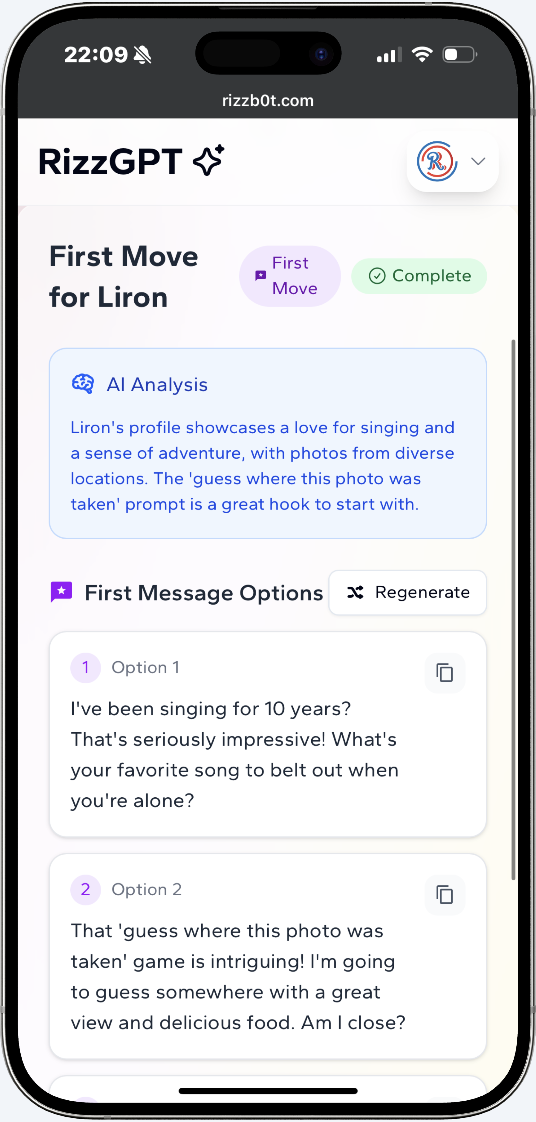 22:09
rizzb0t.com
RizzGPT
First Move
for Liron
First
Move
Complete
AI Analysis
Liron's profile showcases a love for singing and
a sense of adventure, with photos from diverse
locations. The 'guess where this photo was
taken' prompt is a great hook to start with.
First Message Options
Regenerate
1
Option 1
I've been singing for 10 years?
That's seriously impressive! What's
your favorite song to belt out when
you're alone?
2
Option 2
That 'guess where this photo was
taken' game is intriguing! I'm going
to guess somewhere with a great
view and delicious food. Am I close?